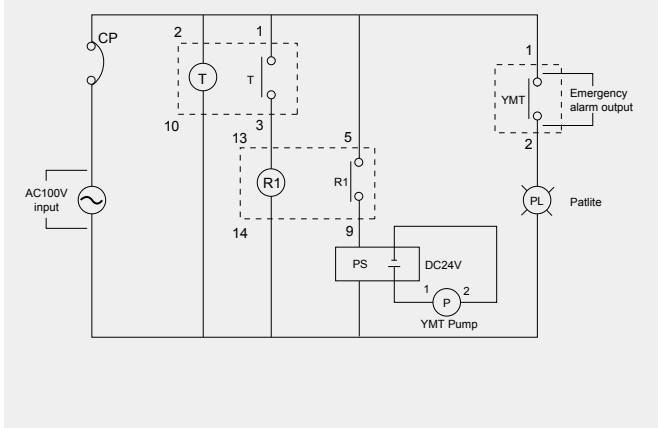 CP
2
1
T
T
10
3
13
5
R1
R1
14
9
AC100V
input
PS
DC24V
1
2
P
YMT Pump
1
YMT
Emergency
alarm output
2
PL
Patlite